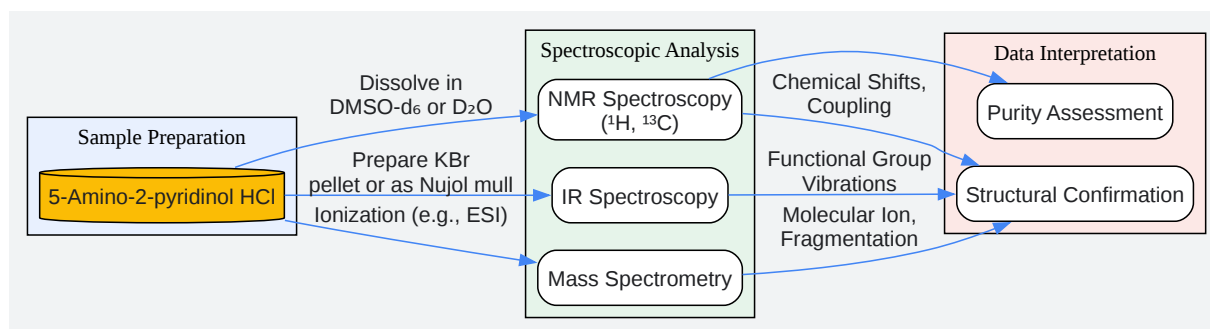 Sample Preparation
5-Amino-2-pyridinol HCl
Dissolve in
DMSO-d₆ or D₂O
Prepare KBr
pellet or as Nujol mull
Ionization (e.g., ESI)
Spectroscopic Analysis
NMR Spectroscopy
(¹H, ¹³C)
IR Spectroscopy
Mass Spectrometry
Chemical Shifts,
Coupling
Functional Group
Vibrations
Molecular Ion,
Fragmentation
Data Interpretation
Purity Assessment
Structural Confirmation